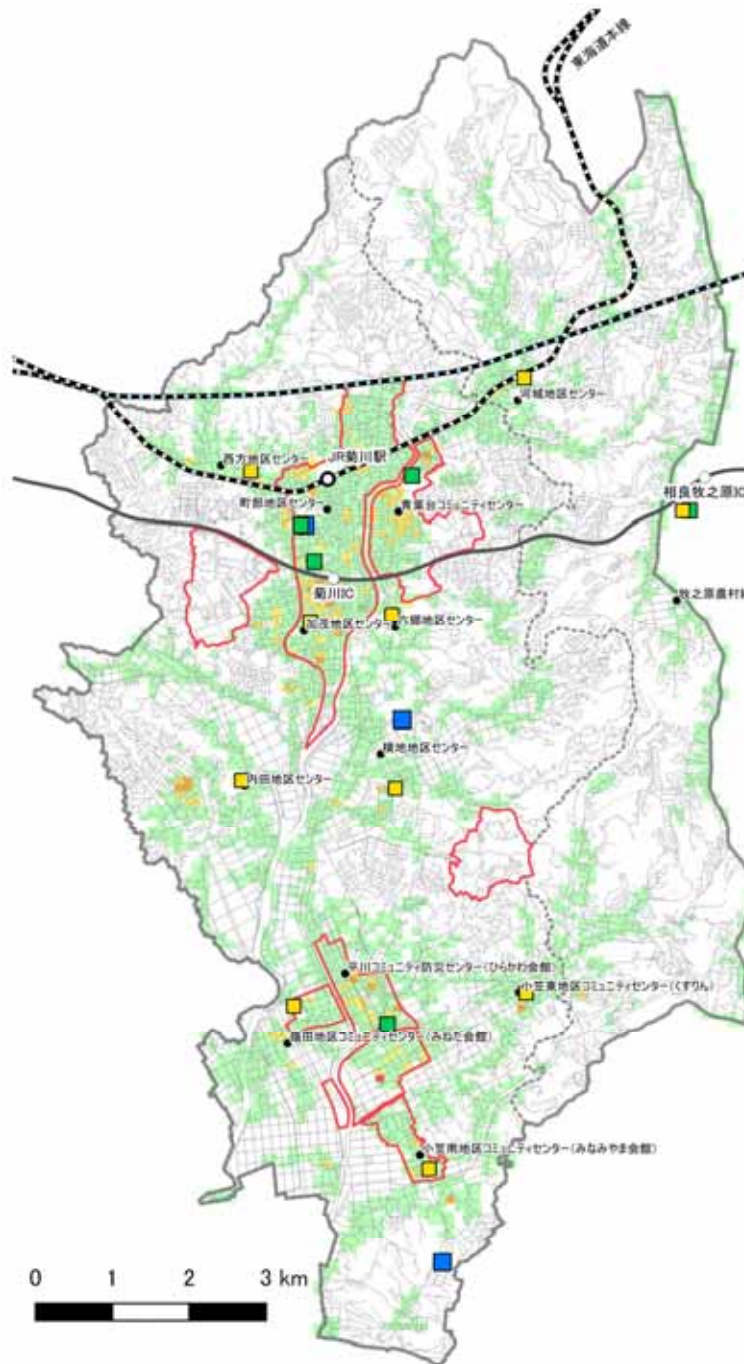 東海道本線
河城地区センター
西方地区センター
JR菊川駅
町部地区センター
青葉台コミュニティセンター
相良牧之原IC
菊川IC
牧之原農村
加茂地区センター
六郷地区センター
横地地区センター
内田地区センター
平川コミュニティ防災センター(ひらかわ会館)
小笠東地区コミュニティセンター(くすりん)
嶺田地区コミュニティセンター(みねだ会館)
小笠南地区コミュニティセンター(みなみやま会館)
0 1 2 3 km